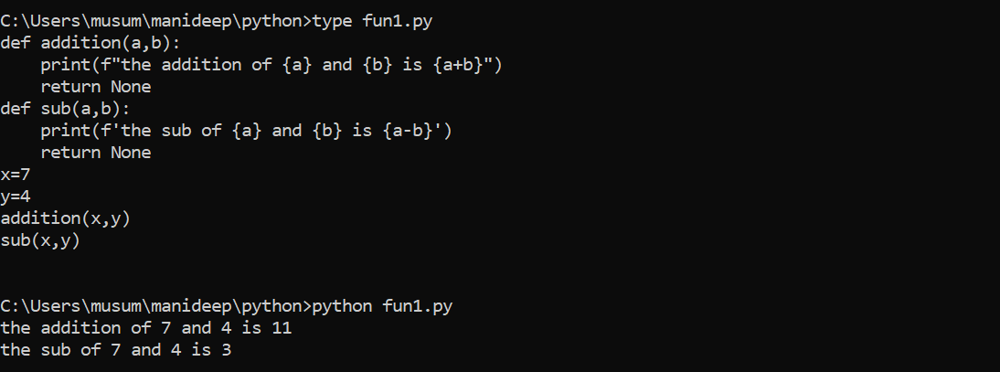 C:\Users\musum\manideep\python>type fun1.py
def addition(a,b):
    print(f"the addition of {a} and {b} is {a+b}")
    return None
def sub(a,b):
    print(f'the sub of {a} and {b} is {a-b}')
    return None
x=7
y=4
addition(x,y)
sub(x,y)
C:\Users\musum\manideep\python>python fun1.py
the addition of 7 and 4 is 11
the sub of 7 and 4 is 3